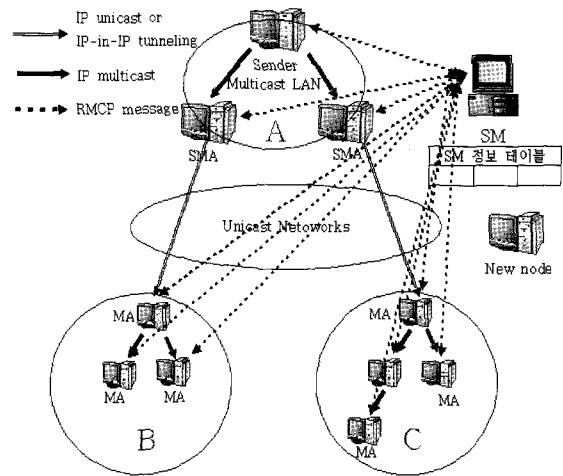 IP unicast or
IP-in-IP tunneling
IP multicast
RMCP message
Sender
Multicast LAN
A
SMA
SMA
SM
SM 정보 테이블
Unicast Netoworks
New node
MA
MA
MA
B
MA
MA
MA
C